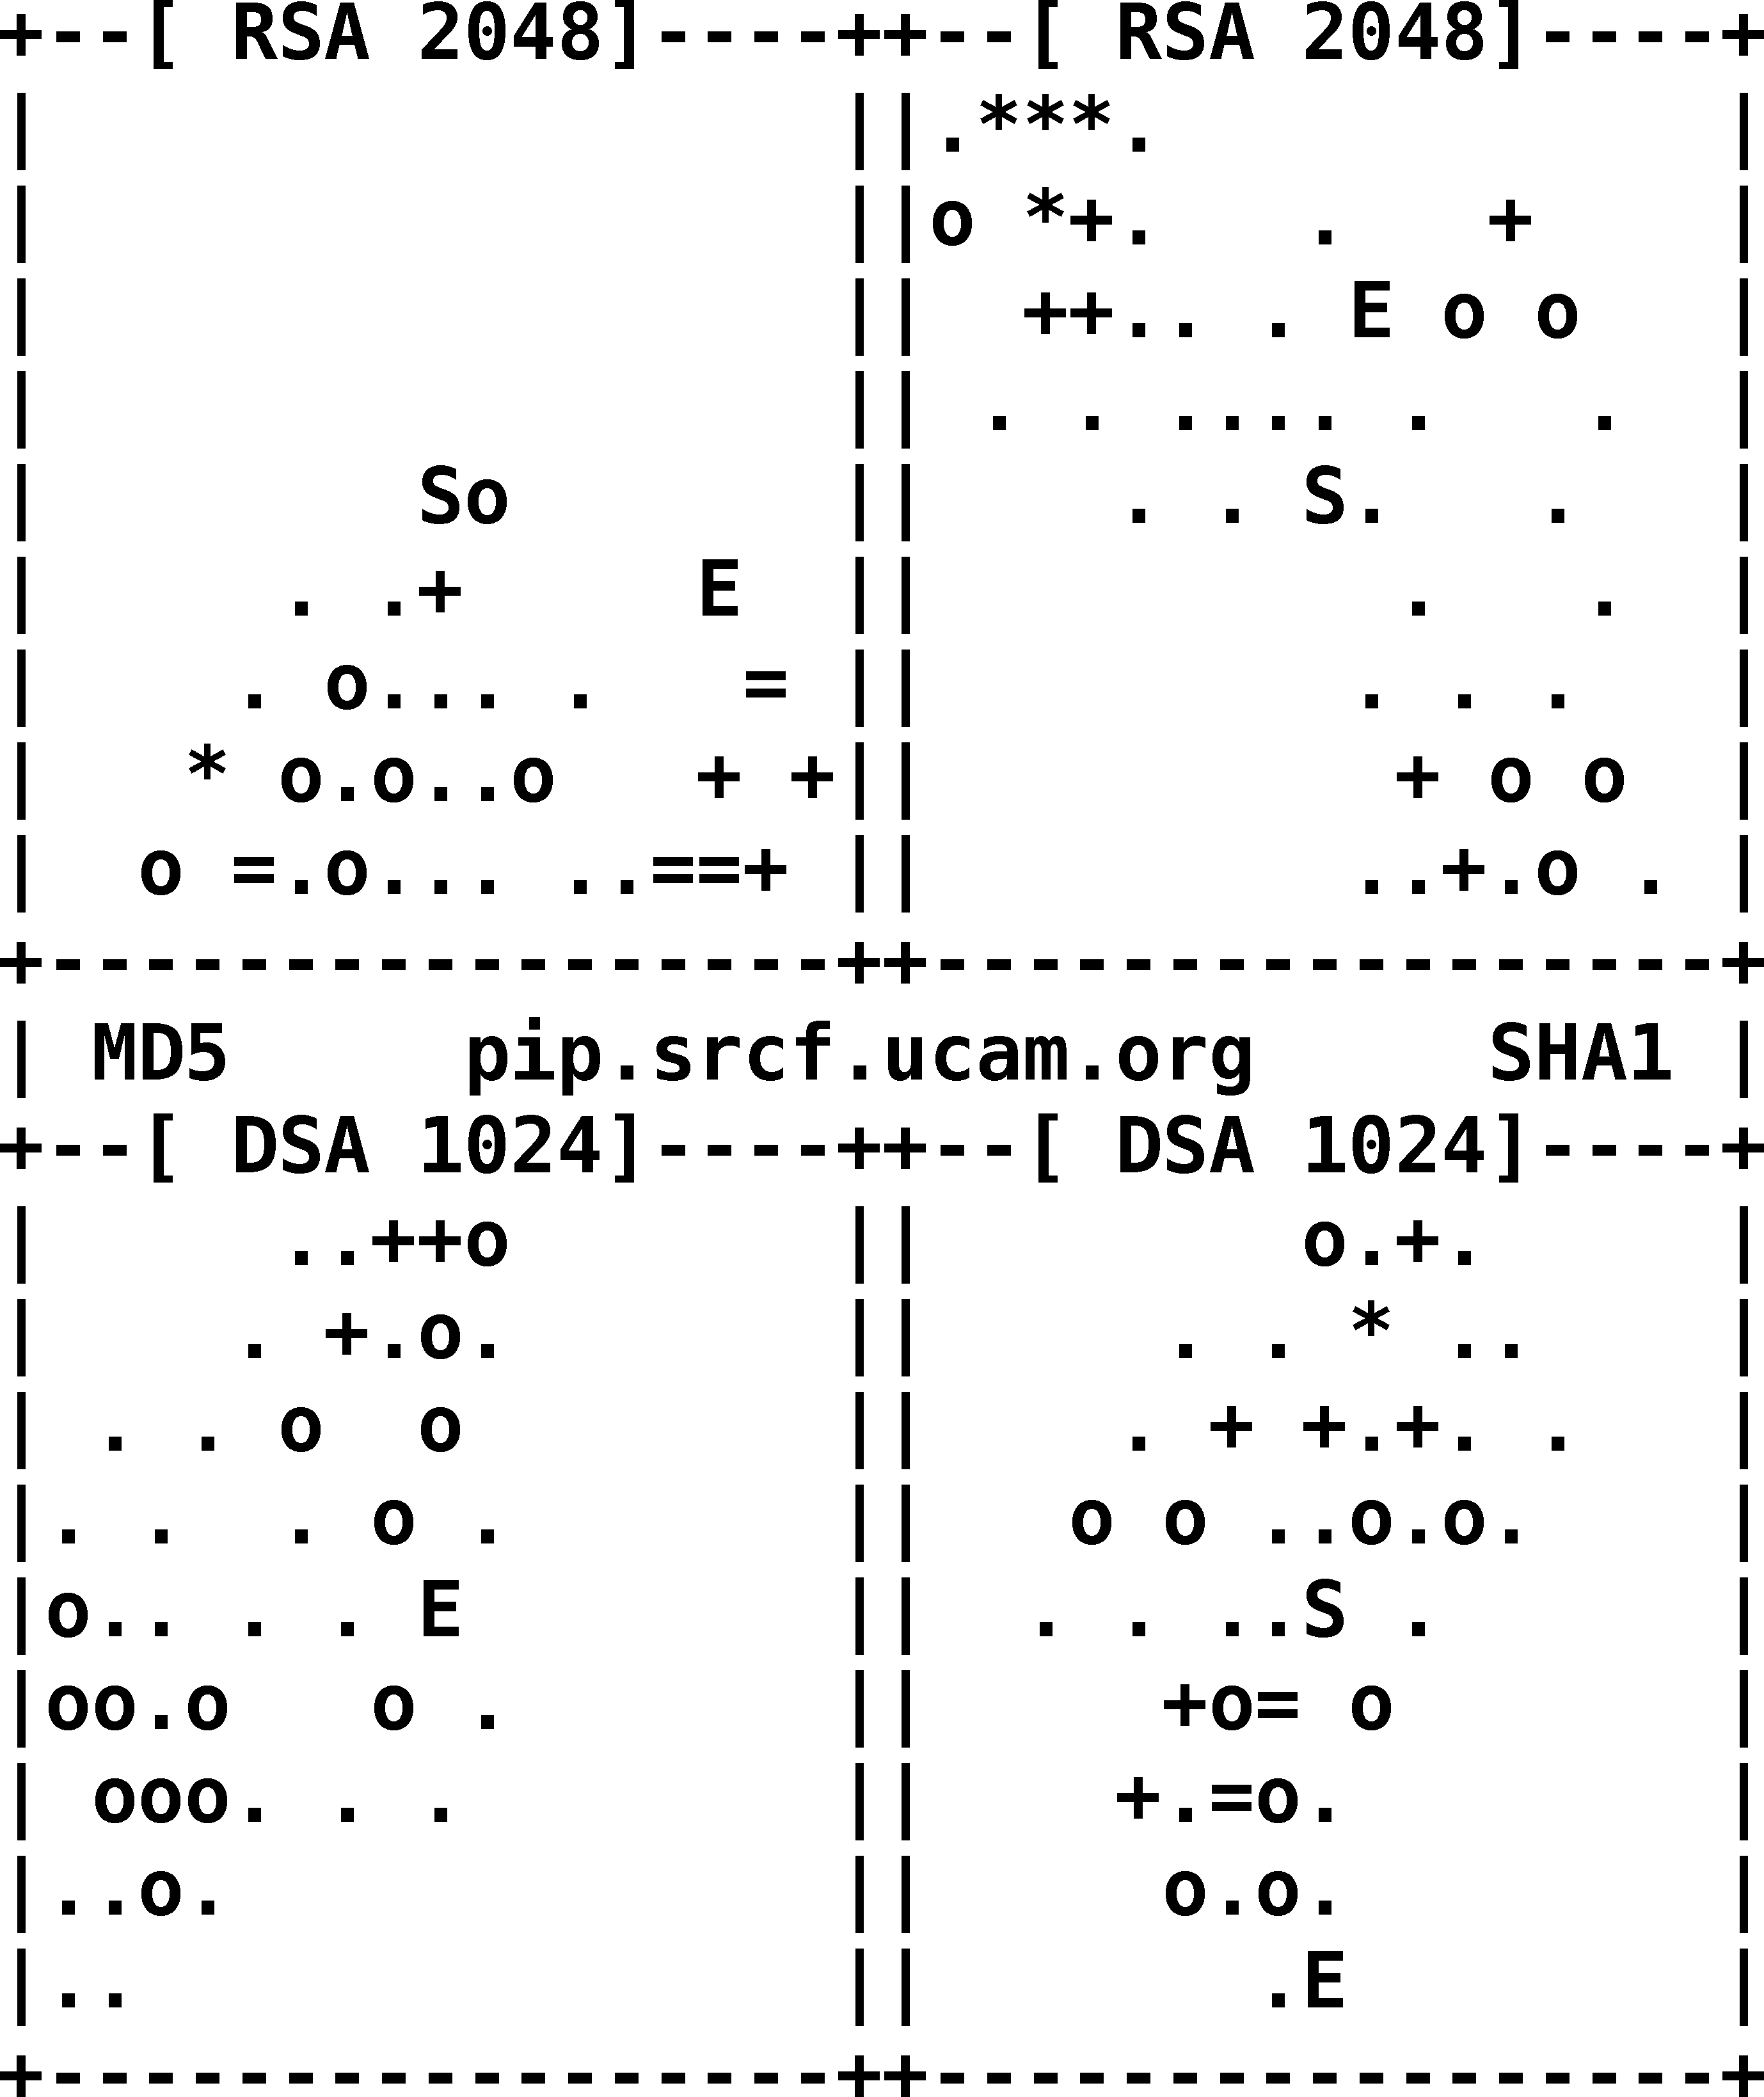 +--[ RSA 2048]----++--[ RSA 2048]----+
|                 ||.***.            |
|                 ||o *+.   .   +    |
|                 ||  ++.. . E o o   |
|                 || . . .... .   .  |
|        So       ||    . . S.   .   |
|     . .+     E  ||          .   .  |
|    . o... .   = ||         . . .   |
|   * o.o..o   + +||          + o o  |
|  o =.o... ..==+ ||         ..+.o . |
+-----------------++-----------------+
| MD5     pip.srcf.ucam.org     SHA1 |
+--[ DSA 1024]----++--[ DSA 1024]----+
|     ..++o       ||        o.+.     |
|    . +.o.       ||     . . * ..    |
| . . o  o        ||    . + +.+. .   |
|. .  . o .       ||   o o ..o.o.    |
|o.. . . E        ||  . . ..S .      |
|oo.o   o .       ||     +o= o       |
| ooo. . .        ||    +.=o.        |
|..o.             ||     o.o.        |
|..               ||       .E        |
+-----------------++-----------------+